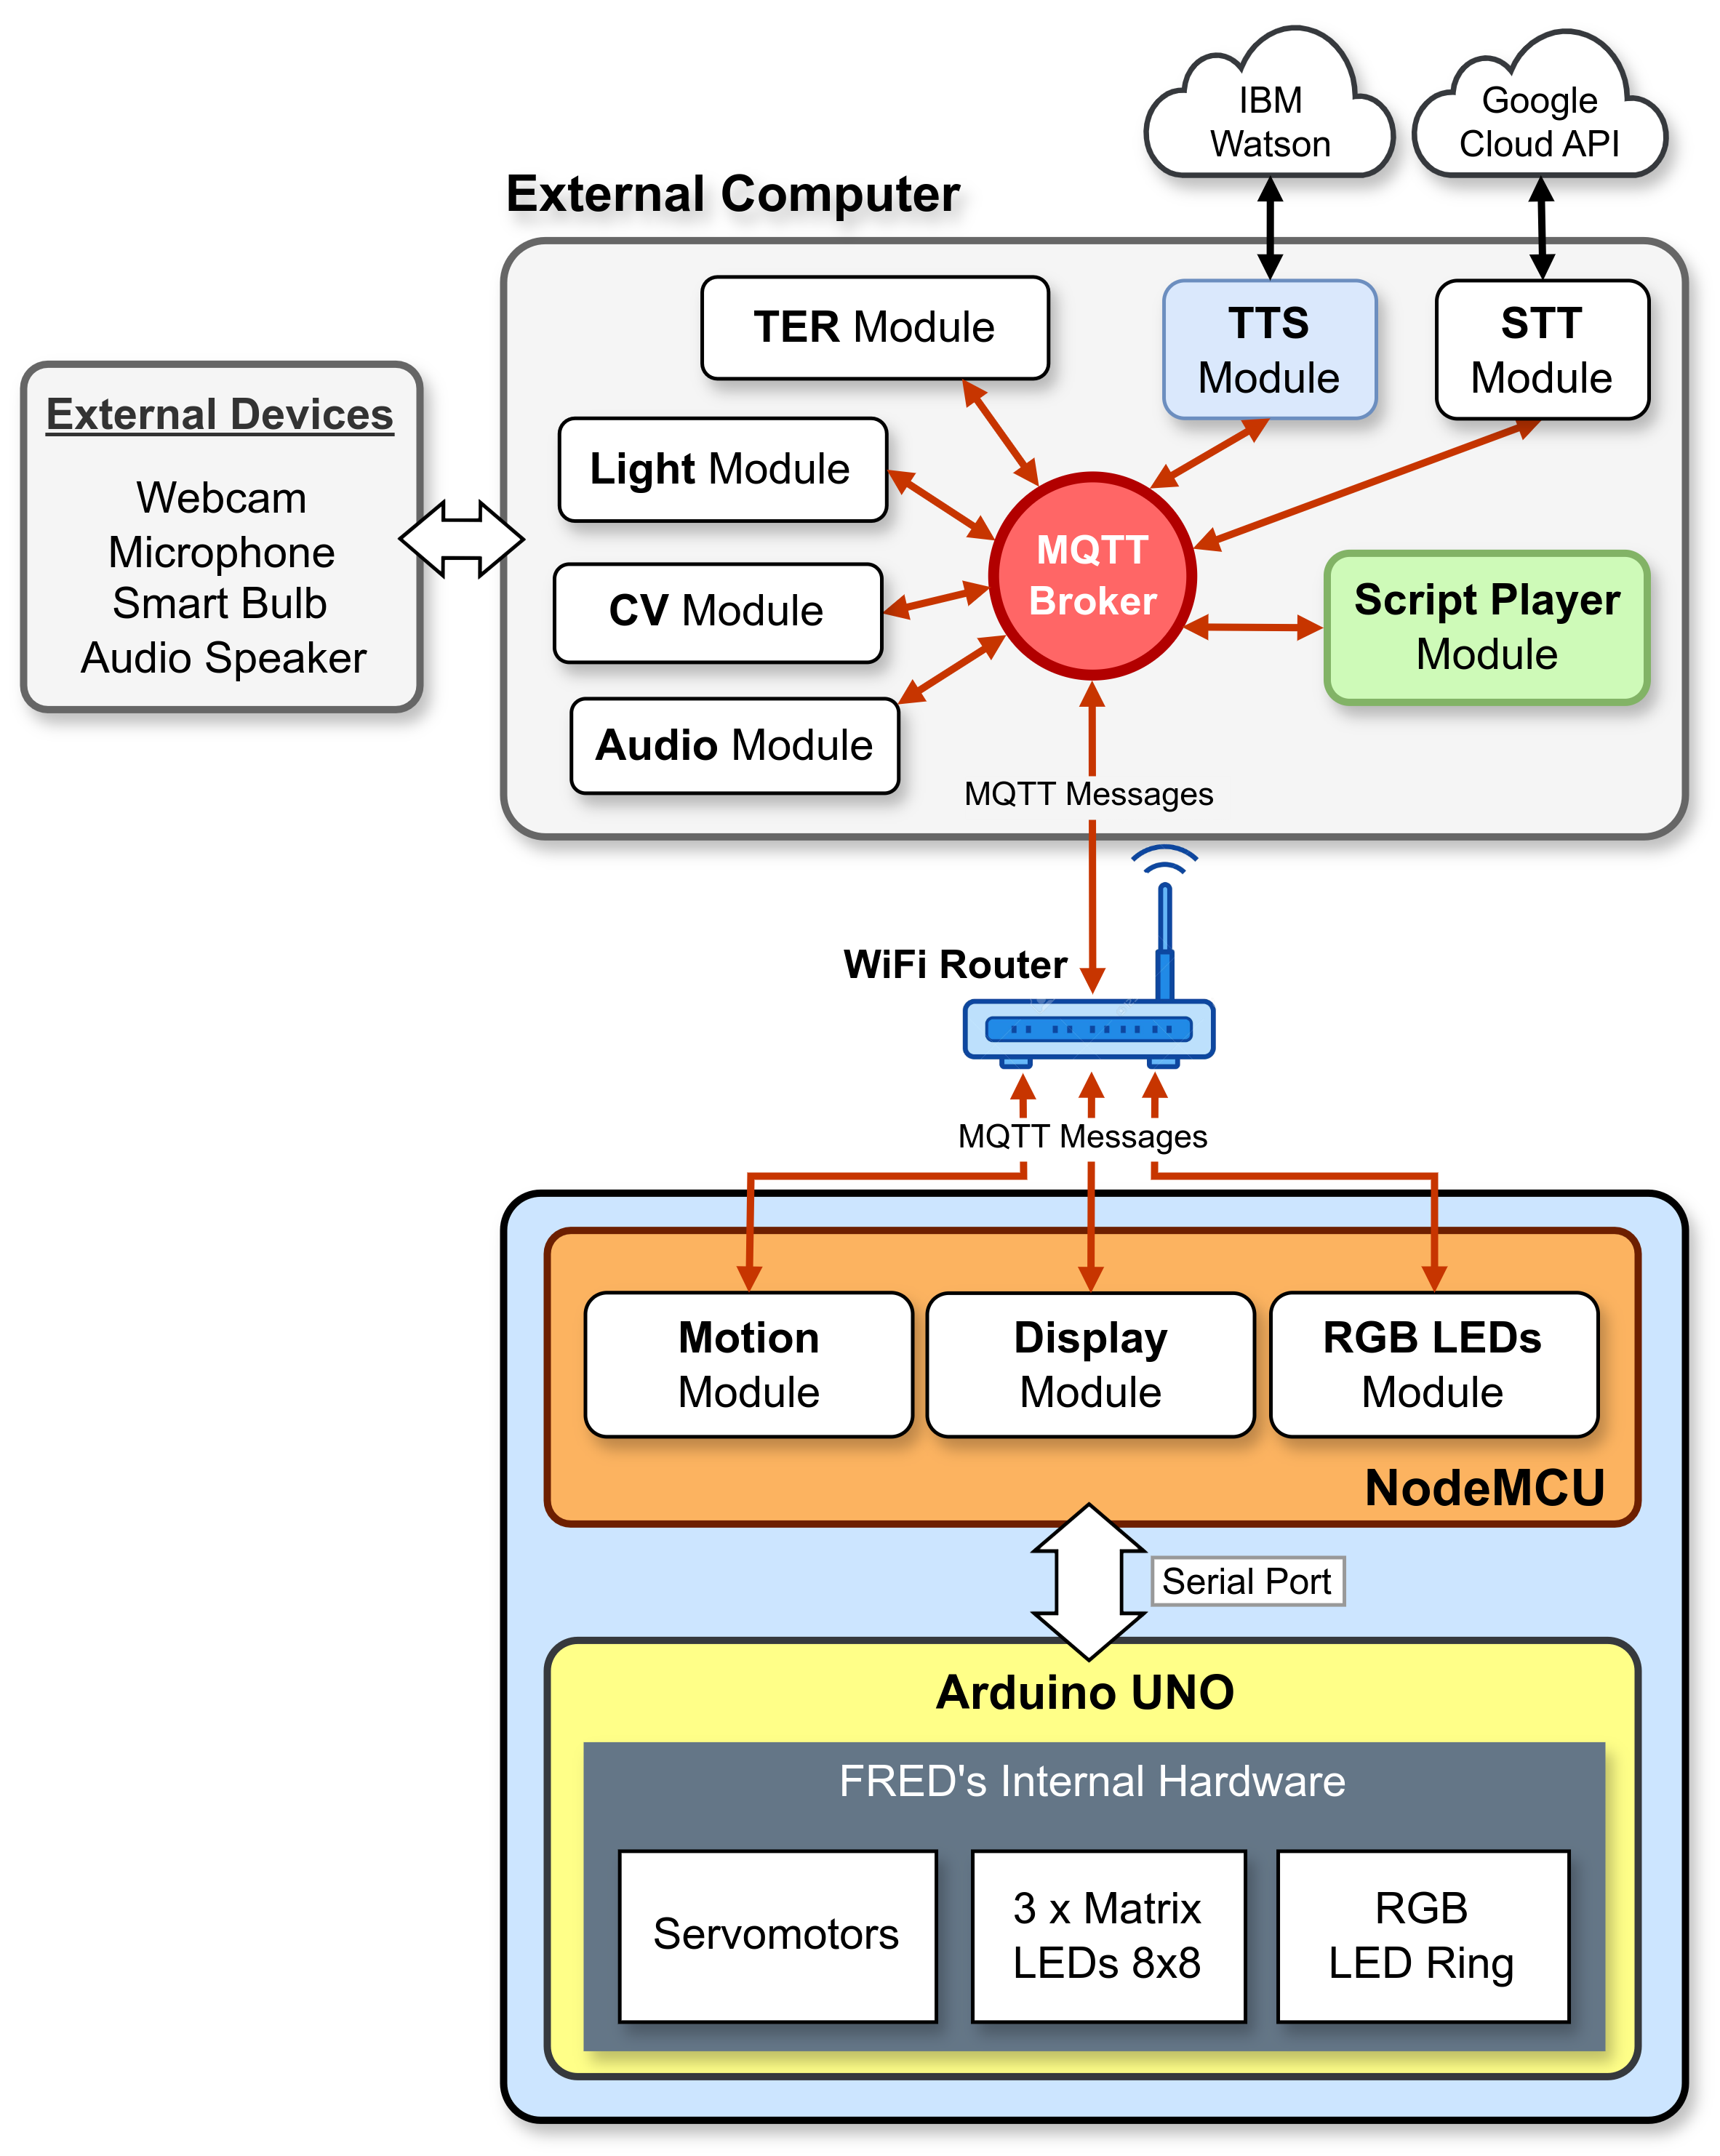 IBM
Watson
Google
Cloud API
External Computer
TER Module
TTS
Module
STT
Module
External Devices
Webcam
Microphone
Smart Bulb
Audio Speaker
Light Module
CV Module
Audio Module
MQTT
Broker
Script Player
Module
MQTT Messages
WiFi Router
MQTT Messages
Motion
Module
Display
Module
RGB LEDs
Module
NodeMCU
Serial Port
Arduino UNO
FRED's Internal Hardware
Servomotors
3 x Matrix
LEDs 8x8
RGB
LED Ring